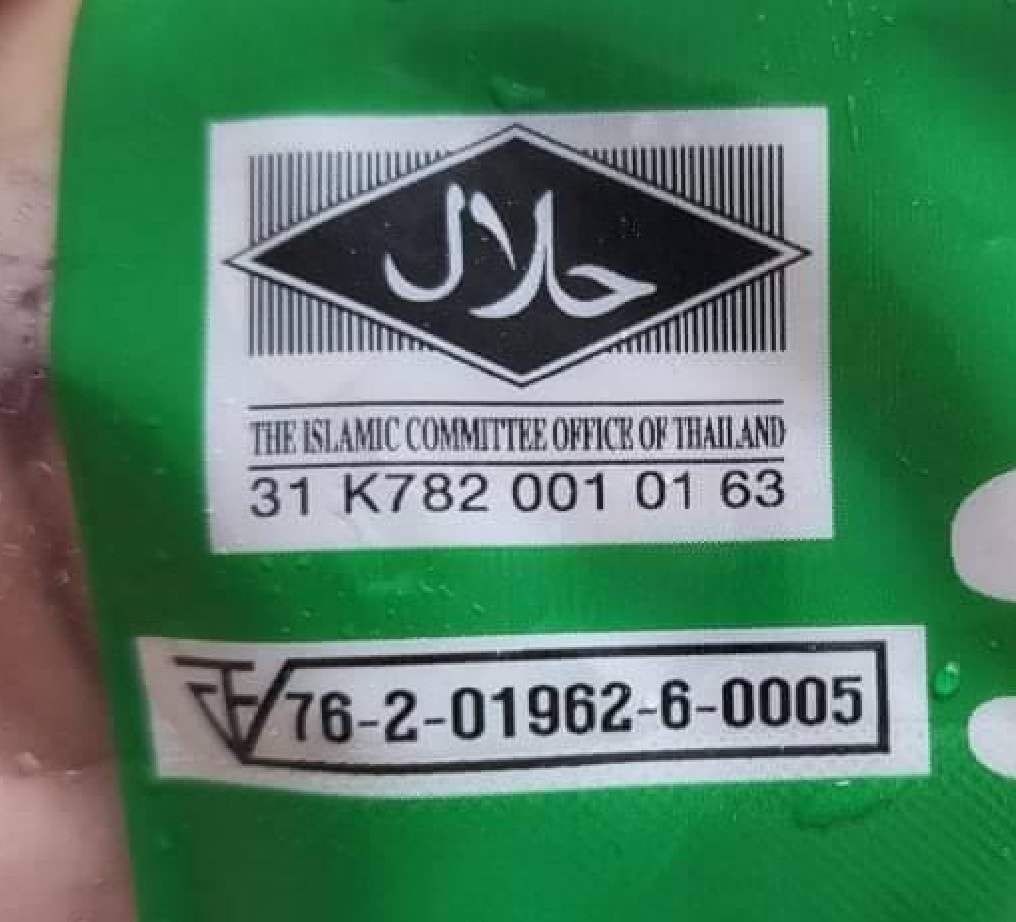 حلال
THE ISLAMIC COMMITTEE OFFICE OF THAILAND
31 K782 001 01 63
76-2-01962-6-0005